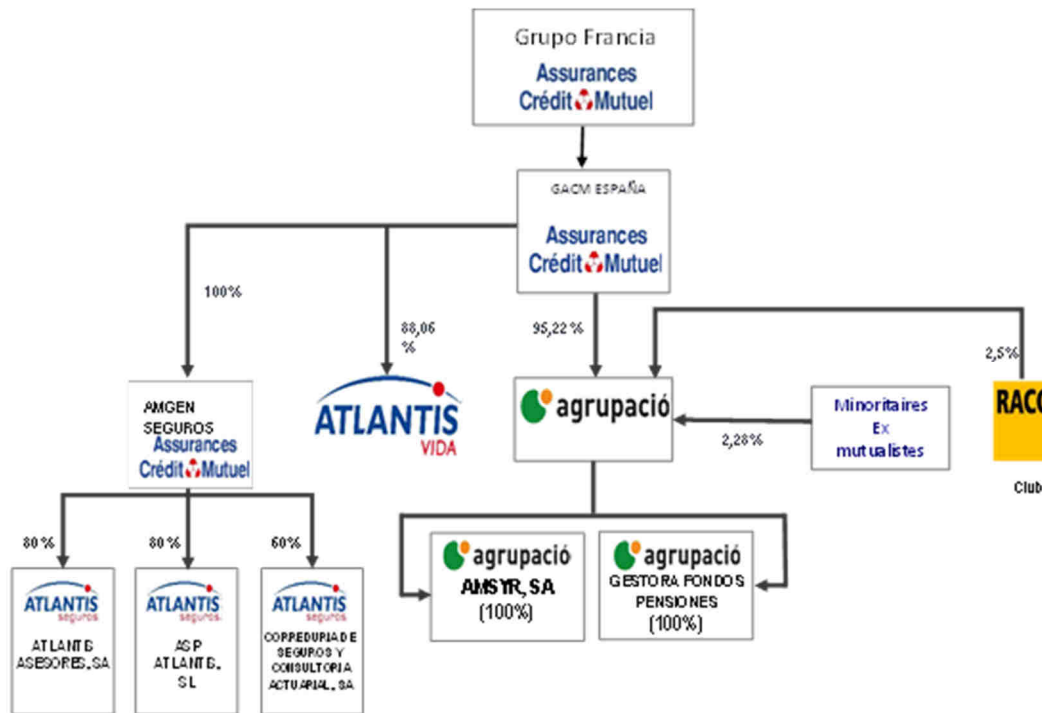 Grupo Francia
Assurances
Crédit Mutuel
GACM ESPAÑA
Assurances
Crédit Mutuel
100%
88,06
%
95,22%
2,5%
AMGEN
SEGUROS
Assurances
Crédit Mutuel
ATLANTIS
VIDA
agrupació
2,28%
Minoritaires
Ex
mutualistes
RACC
Club
80%
80%
60%
ATLANTIS
seguros
ATLANTIS
ASESORES, SA
ATLANTIS
seguros
ASP
ATLANTIS,
SL
ATLANTIS
seguros
CORREDURIA DE
SEGUROS Y
CONSULTORIA
ACTUARIAL, SA
agrupació
AMSYR, SA
(100%)
agrupació
GESTORA FONDOS
PENSIONES
(100%)